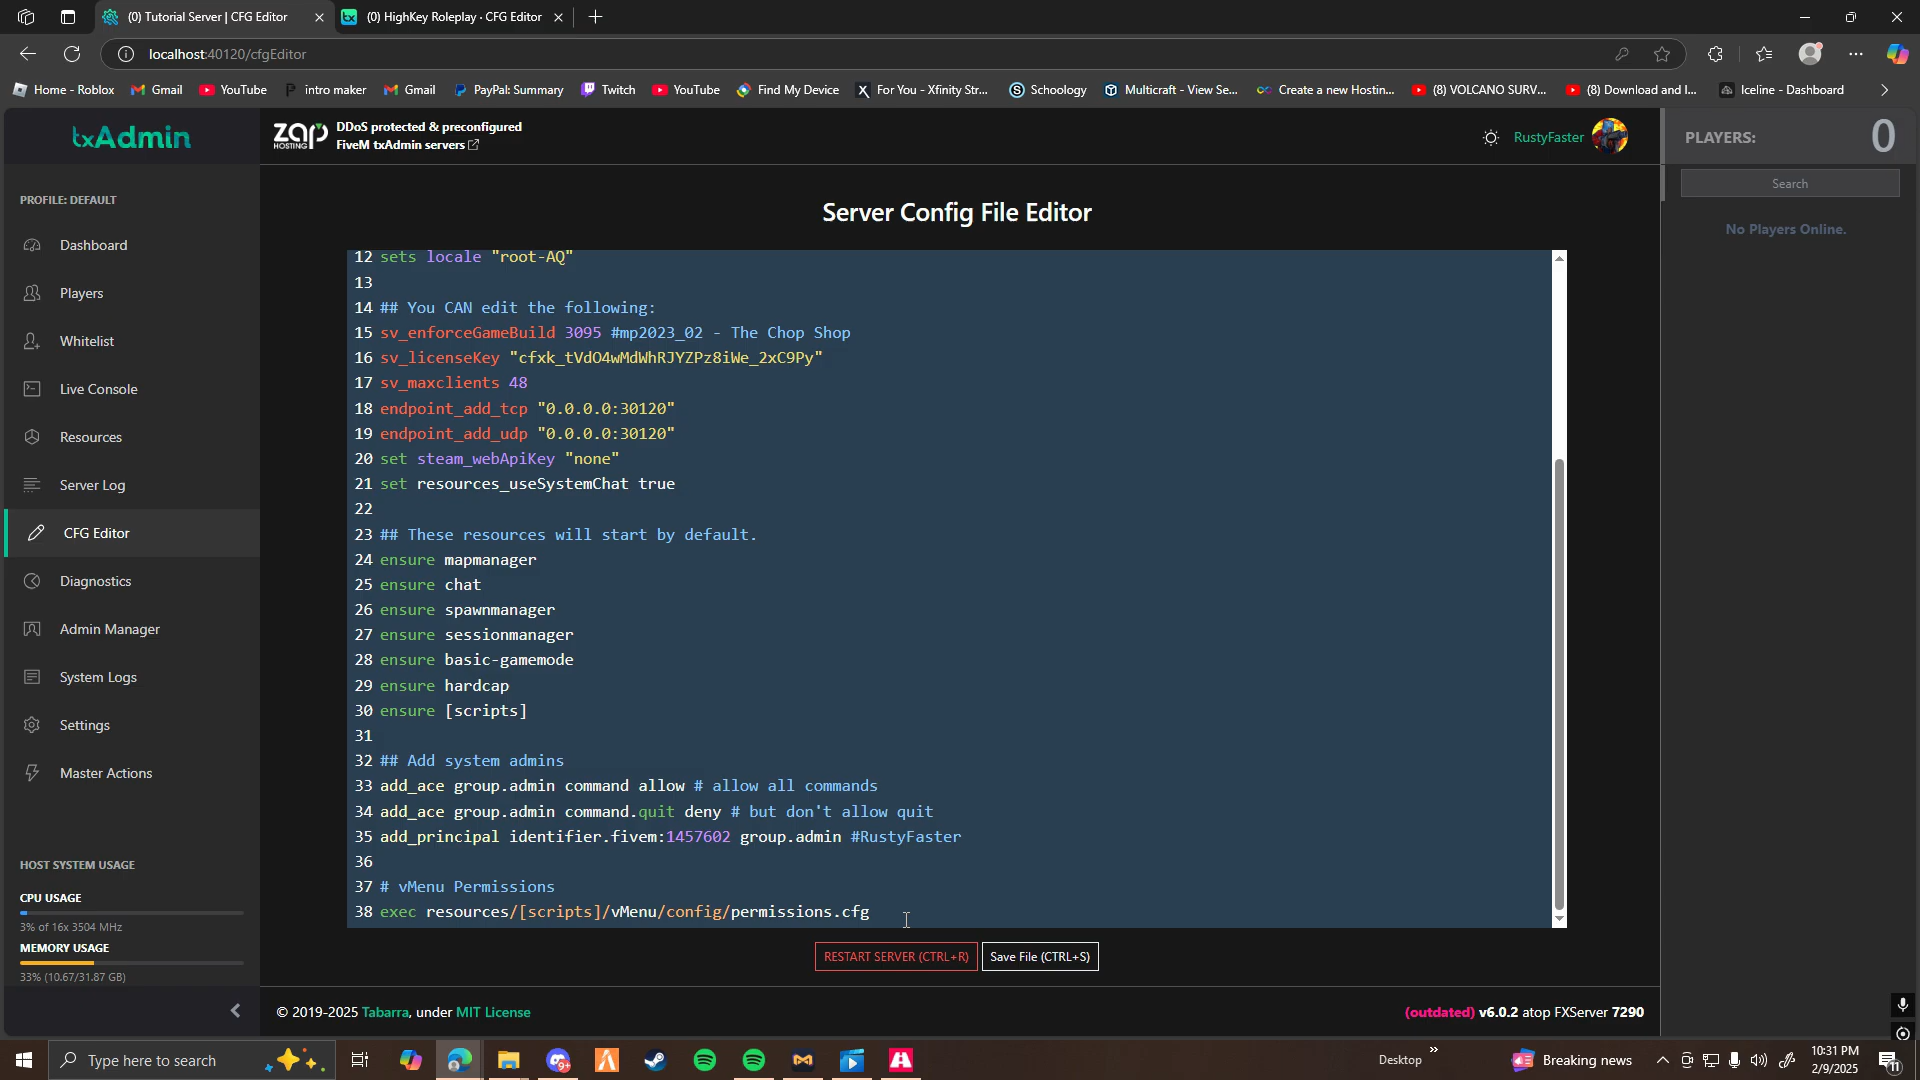 (0) Tutorial Server | CFG Editor
(0) HighKey Roleplay · CFG Editor
localhost:40120/cfgEditor
Home - Roblox
Gmail
YouTube
intro maker
Gmail
PayPal: Summary
Twitch
YouTube
Find My Device
For You - Xfinity Str...
Schoology
Multicraft - View Se...
Create a new Hostin...
(8) VOLCANO SURV...
(8) Download and I...
Iceline - Dashboard
txAdmin
ZAP HOSTING
DDoS protected & preconfigured
FiveM txAdmin servers
RustyFaster
PLAYERS:
0
Search
No Players Online.
PROFILE: DEFAULT
Dashboard
Players
Whitelist
Live Console
Resources
Server Log
CFG Editor
Diagnostics
Admin Manager
System Logs
Settings
Master Actions
HOST SYSTEM USAGE
CPU USAGE
3% of 16x 3504 MHz
MEMORY USAGE
33% (10.67/31.87 GB)
Server Config File Editor
12 sets locale "root-AQ"
13
14 ## You CAN edit the following:
15 sv_enforceGameBuild 3095 #mp2023_02 - The Chop Shop
16 sv_licenseKey "cfxk_tVdO4wMdWhRJYZPz8iWe_2xC9Py"
17 sv_maxclients 48
18 endpoint_add_tcp "0.0.0.0:30120"
19 endpoint_add_udp "0.0.0.0:30120"
20 set steam_webApiKey "none"
21 set resources_useSystemChat true
22
23 ## These resources will start by default.
24 ensure mapmanager
25 ensure chat
26 ensure spawnmanager
27 ensure sessionmanager
28 ensure basic-gamemode
29 ensure hardcap
30 ensure [scripts]
31
32 ## Add system admins
33 add_ace group.admin command allow # allow all commands
34 add_ace group.admin command.quit deny # but don't allow quit
35 add_principal identifier.fivem:1457602 group.admin #RustyFaster
36
37 # vMenu Permissions
38 exec resources/[scripts]/vMenu/config/permissions.cfg
RESTART SERVER (CTRL+R)
Save File (CTRL+S)
© 2019-2025 Tabarra, under MIT License
(outdated) v6.0.2 atop FXServer 7290
Type here to search
9+
Desktop
Breaking news
10:31 PM
2/9/2025
11